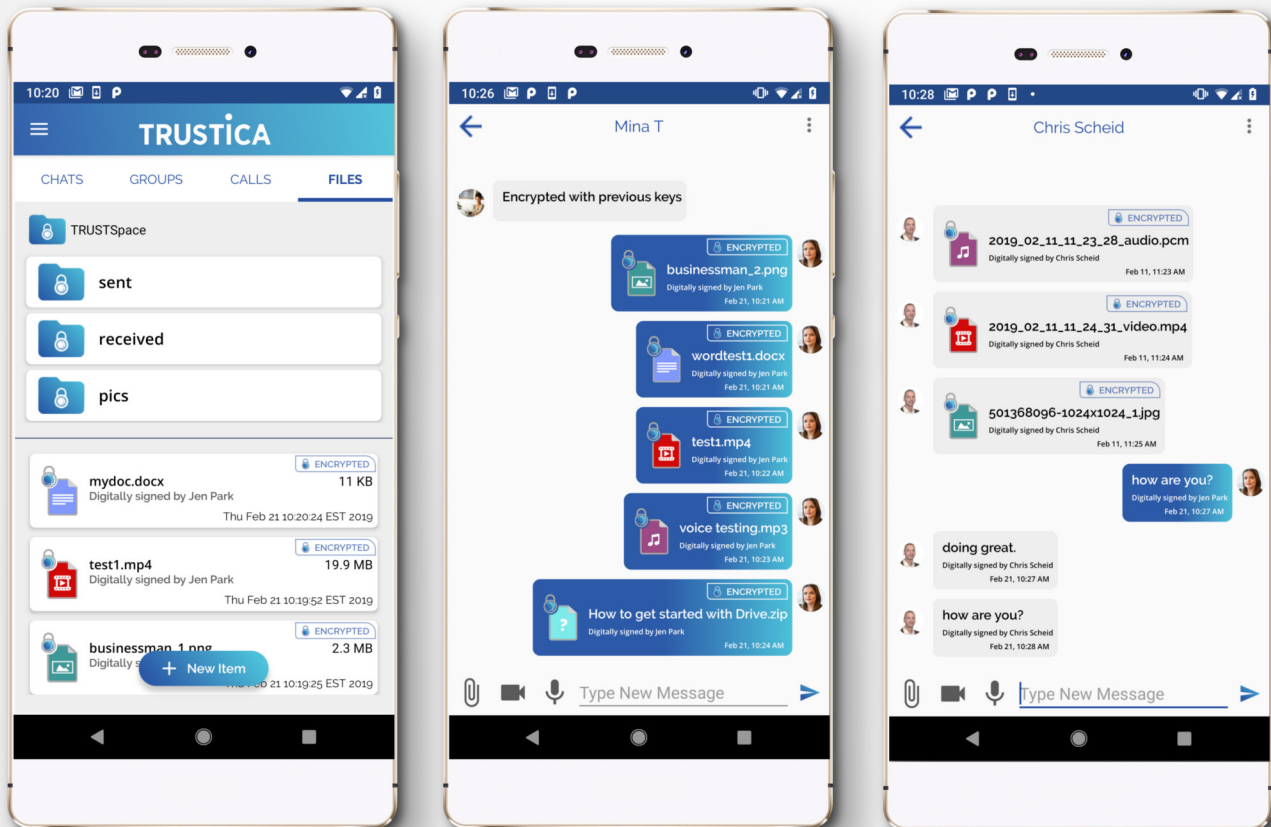 10:20
TRUSTICA
CHATS GROUPS CALLS FILES
TRUSTSpace
sent
received
pics
ENCRYPTED
mydoc.docx 11 KB
Digitally signed by Jen Park
Thu Feb 21 10:20:24 EST 2019
ENCRYPTED
test1.mp4 19.9 MB
Digitally signed by Jen Park
Thu Feb 21 10:19:52 EST 2019
ENCRYPTED
businessman_1.png 2.3 MB
Digitally
+ New Item
21 10:19:25 EST 2019
10:26
Mina T
Encrypted with previous keys
ENCRYPTED
businessman_2.png
Digitally signed by Jen Park
Feb 21, 10:21 AM
ENCRYPTED
wordtest1.docx
Digitally signed by Jen Park
Feb 21, 10:21 AM
ENCRYPTED
test1.mp4
Digitally signed by Jen Park
Feb 21, 10:22 AM
ENCRYPTED
voice testing.mp3
Digitally signed by Jen Park
Feb 21, 10:23 AM
ENCRYPTED
How to get started with Drive.zip
Digitally signed by Jen Park
Feb 21, 10:24 AM
Type New Message
10:28
Chris Scheid
ENCRYPTED
2019_02_11_11_23_28_audio.pcm
Digitally signed by Chris Scheid
Feb 11, 11:23 AM
ENCRYPTED
2019_02_11_11_24_31_video.mp4
Digitally signed by Chris Scheid
Feb 11, 11:24 AM
ENCRYPTED
501368096-1024x1024_1.jpg
Digitally signed by Chris Scheid
Feb 11, 11:25 AM
how are you?
Digitally signed by Jen Park
Feb 21, 10:27 AM
doing great.
Digitally signed by Chris Scheid
Feb 21, 10:27 AM
how are you?
Digitally signed by Chris Scheid
Feb 21, 10:28 AM
Type New Message